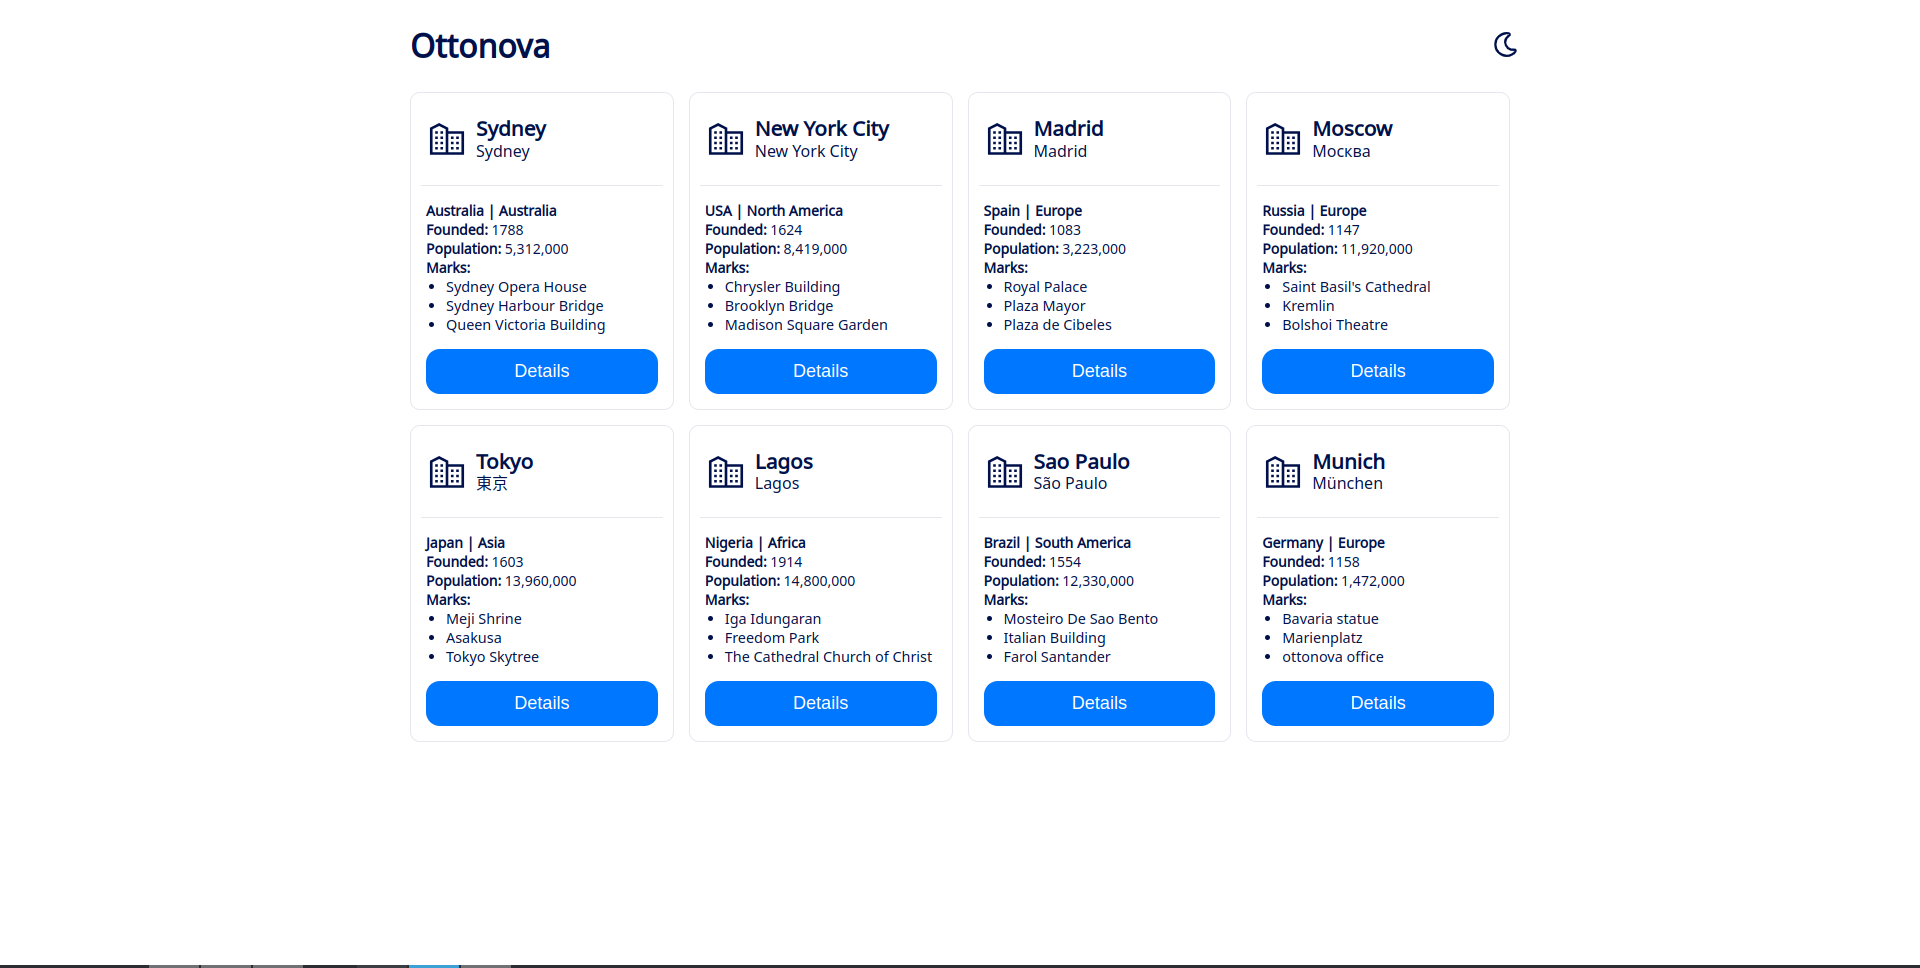 Ottonova
Sydney
Sydney
Australia | Australia
Founded: 1788
Population: 5,312,000
Marks:
Sydney Opera House
Sydney Harbour Bridge
Queen Victoria Building
Details
New York City
New York City
USA | North America
Founded: 1624
Population: 8,419,000
Marks:
Chrysler Building
Brooklyn Bridge
Madison Square Garden
Details
Madrid
Madrid
Spain | Europe
Founded: 1083
Population: 3,223,000
Marks:
Royal Palace
Plaza Mayor
Plaza de Cibeles
Details
Moscow
Москва
Russia | Europe
Founded: 1147
Population: 11,920,000
Marks:
Saint Basil's Cathedral
Kremlin
Bolshoi Theatre
Details
Tokyo
東京
Japan | Asia
Founded: 1603
Population: 13,960,000
Marks:
Meji Shrine
Asakusa
Tokyo Skytree
Details
Lagos
Lagos
Nigeria | Africa
Founded: 1914
Population: 14,800,000
Marks:
Iga Idungaran
Freedom Park
The Cathedral Church of Christ
Details
Sao Paulo
São Paulo
Brazil | South America
Founded: 1554
Population: 12,330,000
Marks:
Mosteiro De Sao Bento
Italian Building
Farol Santander
Details
Munich
München
Germany | Europe
Founded: 1158
Population: 1,472,000
Marks:
Bavaria statue
Marienplatz
ottonova office
Details